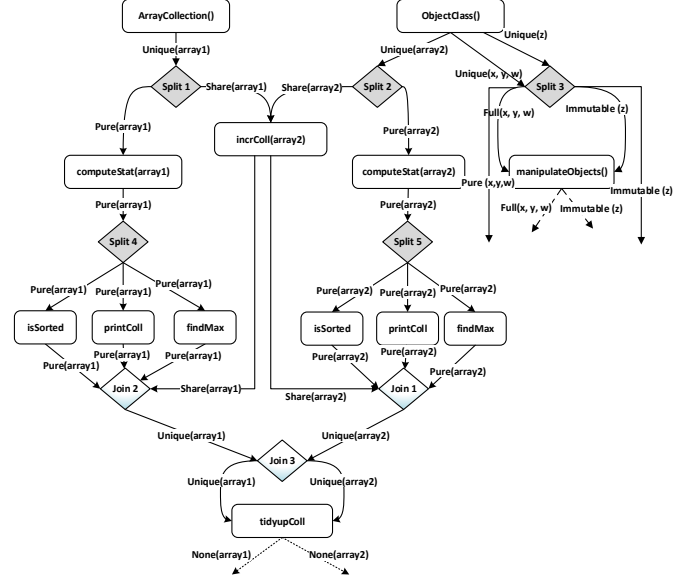 ArrayCollection()
ObjectClass()
Unique(array1)
Unique(array2)
Unique(z)
Unique(x, y, w)
Split 1
Share(array1)
Share(array2)
Split 2
Split 3
Full(x, y, w)
Immutable (z)
Pure(array1)
incrColl(array2)
Pure(array2)
computeStat(array1)
computeStat(array2)
manipulateObjects()
Pure (x,y,w)
Immutable (z)
Pure(array1)
Pure(array2)
Full(x, y, w)
Immutable (z)
Split 4
Split 5
Pure(array1)
Pure(array1)
Pure(array1)
Pure(array2)
Pure(array2)
Pure(array2)
isSorted
printColl
findMax
isSorted
printColl
findMax
Pure(array1)
Pure(array1)
Pure(array1)
Pure(array2)
Pure(array2)
Pure(array2)
Join 2
Share(array1)
Share(array2)
Join 1
Unique(array1)
Unique(array2)
Join 3
Unique(array1)
Unique(array2)
tidyupColl
None(array1)
None(array2)